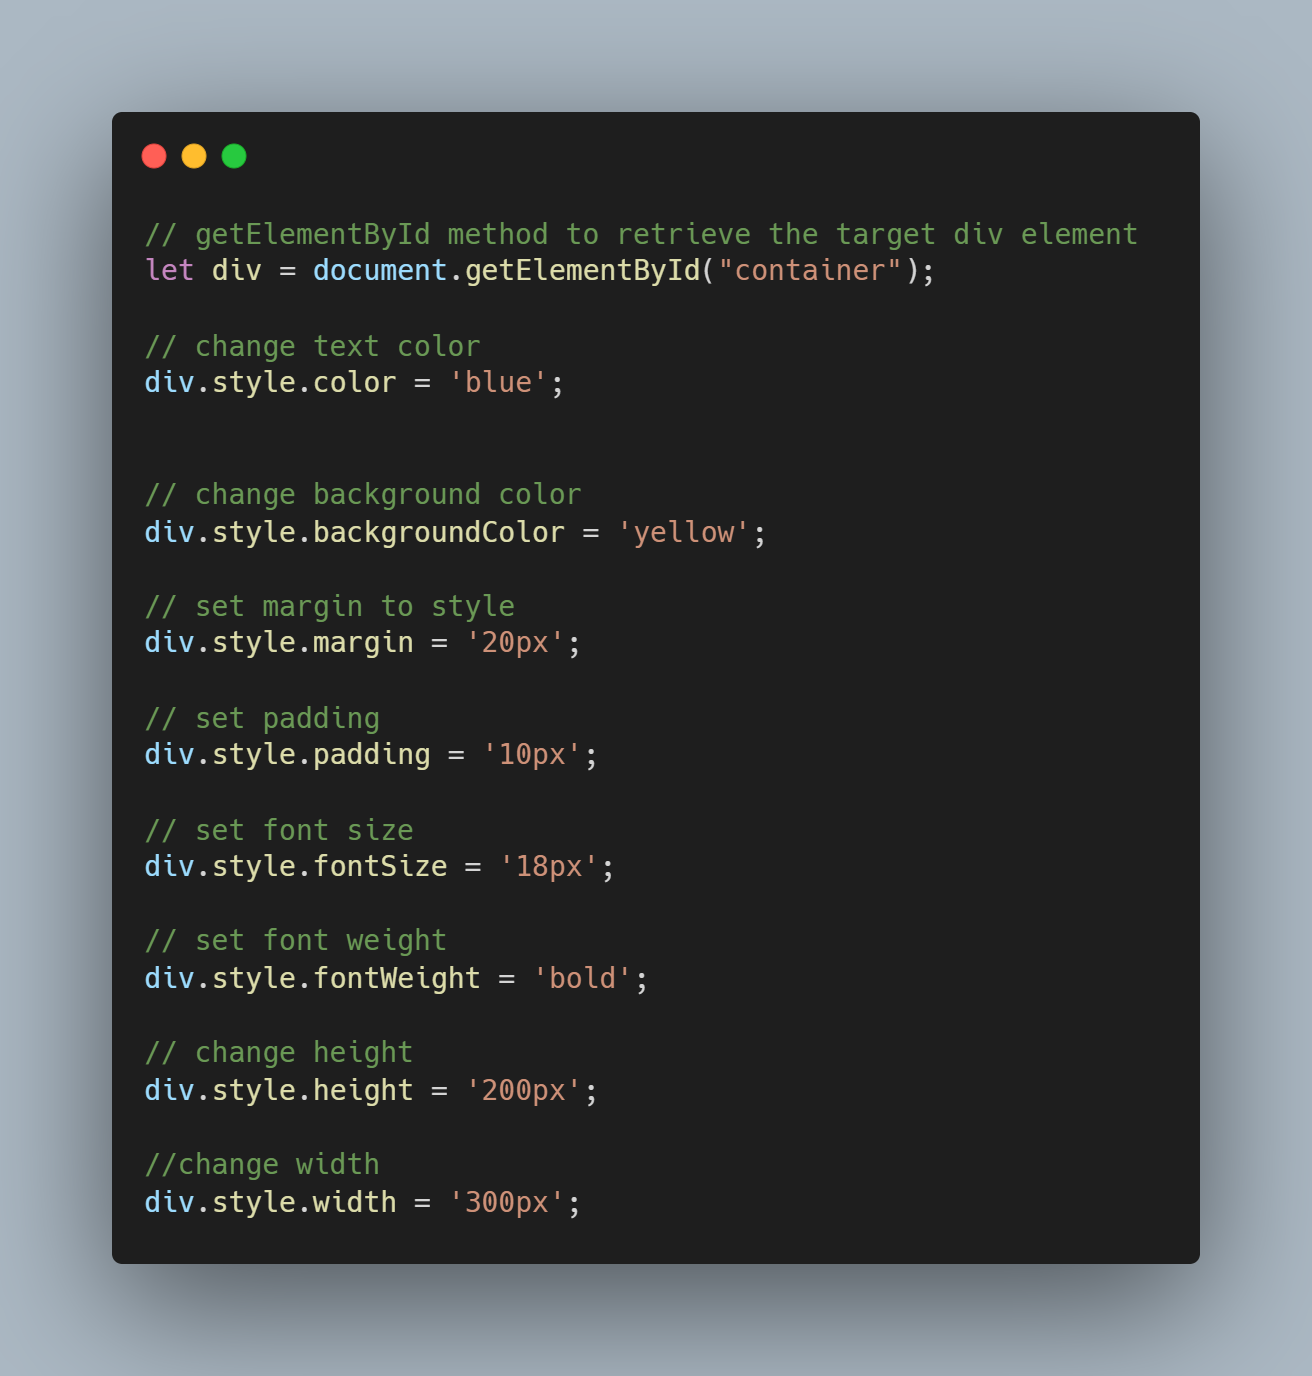 // getElementById method to retrieve the target div element
let div = document.getElementById("container");
// change text color
div.style.color = 'blue';
// change background color
div.style.backgroundColor = 'yellow';
// set margin to style
div.style.margin = '20px';
// set padding
div.style.padding = '10px';
// set font size
div.style.fontSize = '18px';
// set font weight
div.style.fontWeight = 'bold';
// change height
div.style.height = '200px';
//change width
div.style.width = '300px';